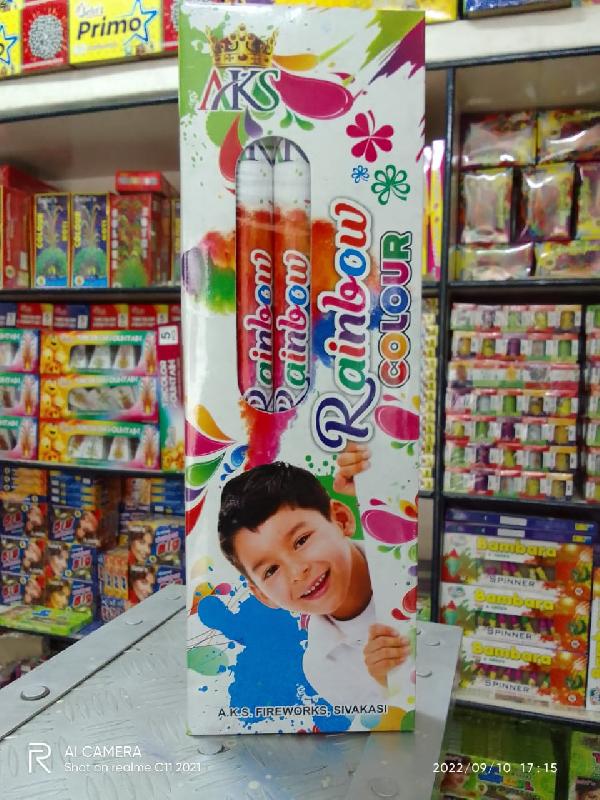 Primo
AKS
Rainbow
Rainbow
Rainbow
COLOUR
Bambara
SPINNER
Bambara
SPINNER
Bambara
SPINNER
A.K.S. FIREWORKS, SIVAKASI
AI CAMERA
Shot on realme C11 2021
2022/09/10 17:15